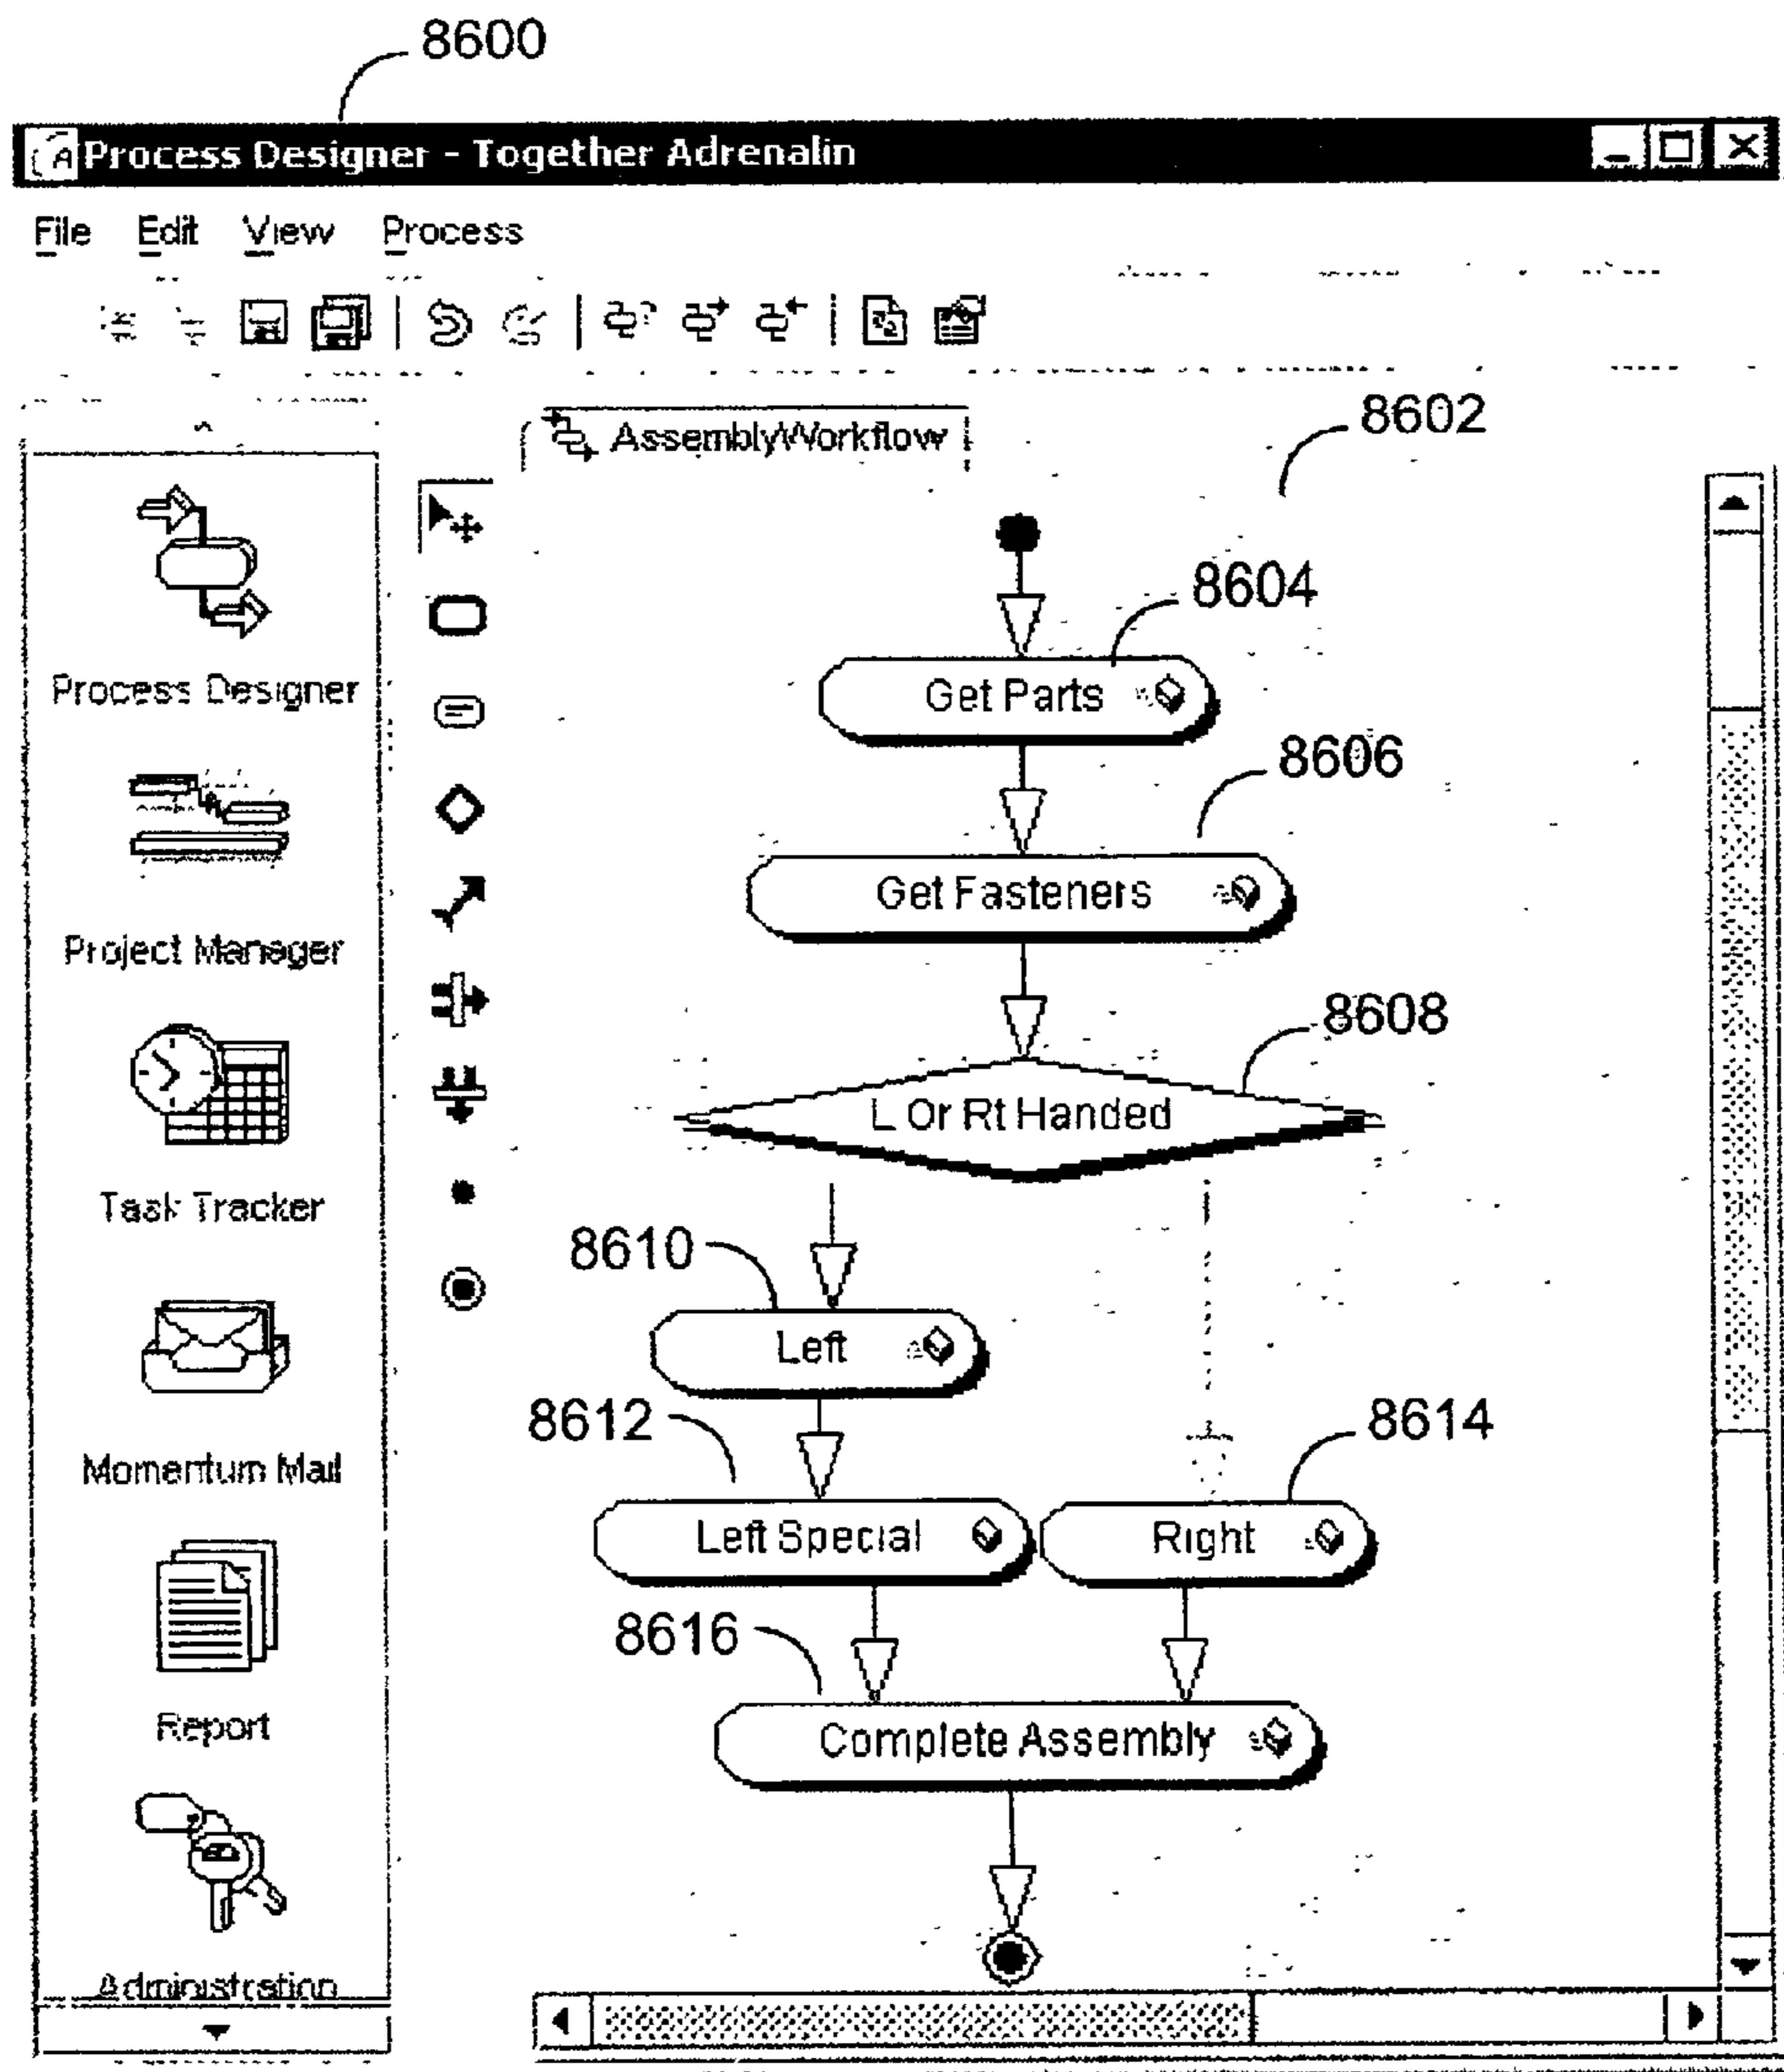 8600
Process Designer - Together Adrenalin
File Edit View Process
AssemblyWorkflow
8602
8604
Process Designer
Get Parts
8606
Get Fasteners
Project Manager
8608
L Or Rt Handed
Task Tracker
8610
Left
8612
8614
Momentum Mail
Left Special
Right
8616
Report
Complete Assembly
Administration